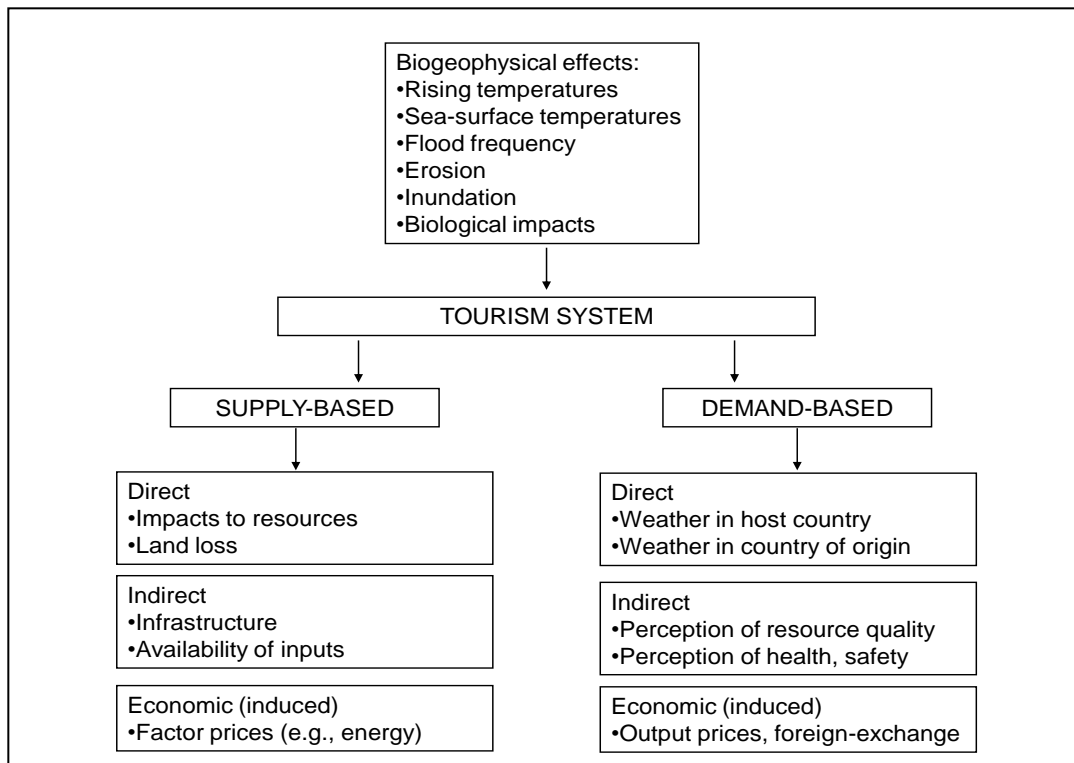 Biogeophysical effects:
•Rising temperatures
•Sea-surface temperatures
•Flood frequency
•Erosion
•Inundation
•Biological impacts
TOURISM SYSTEM
SUPPLY-BASED
DEMAND-BASED
Direct
•Impacts to resources
•Land loss
Direct
•Weather in host country
•Weather in country of origin
Indirect
•Infrastructure
•Availability of inputs
Indirect
•Perception of resource quality
•Perception of health, safety
Economic (induced)
•Factor prices (e.g., energy)
Economic (induced)
•Output prices, foreign-exchange